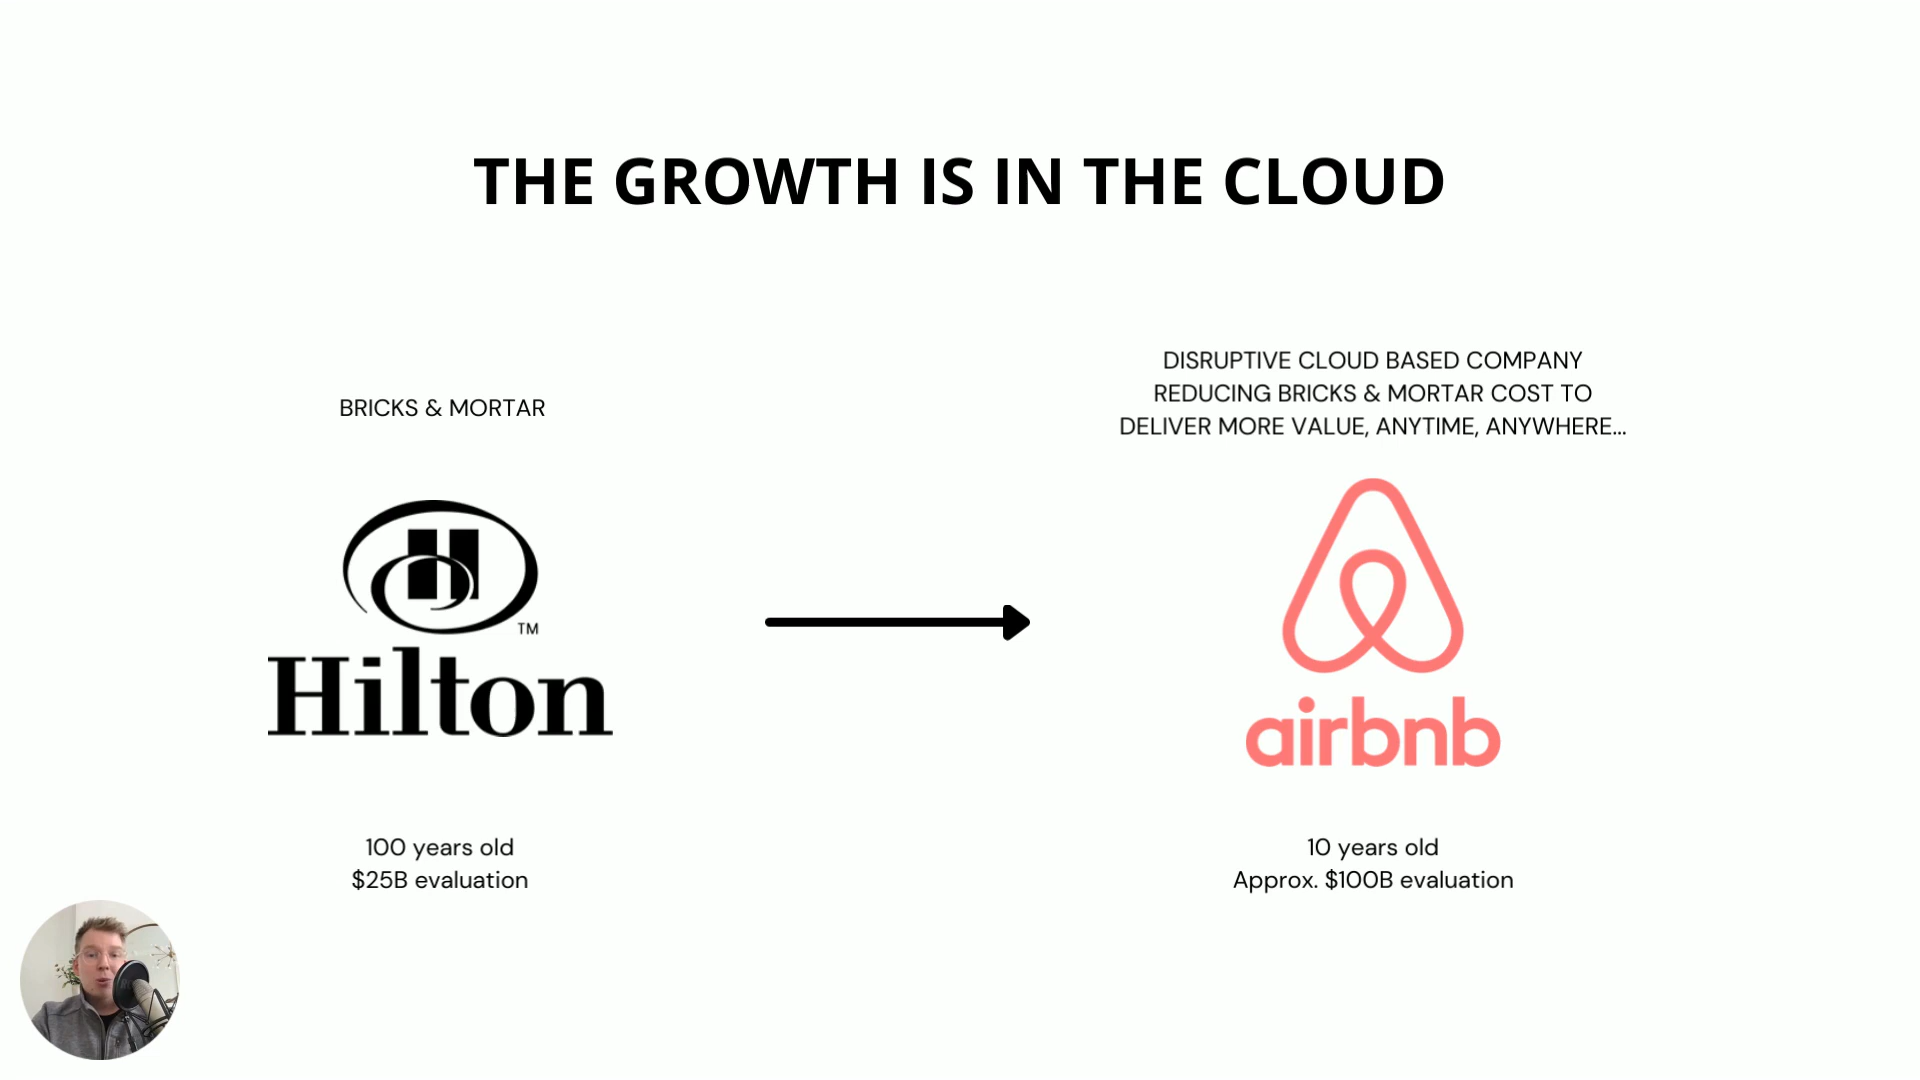 THE GROWTH IS IN THE CLOUD
BRICKS & MORTAR
H
TM
Hilton
100 years old
$25B evaluation
DISRUPTIVE CLOUD BASED COMPANY
REDUCING BRICKS & MORTAR COST TO
DELIVER MORE VALUE, ANYTIME, ANYWHERE...
airbnb
10 years old
Approx. $100B evaluation